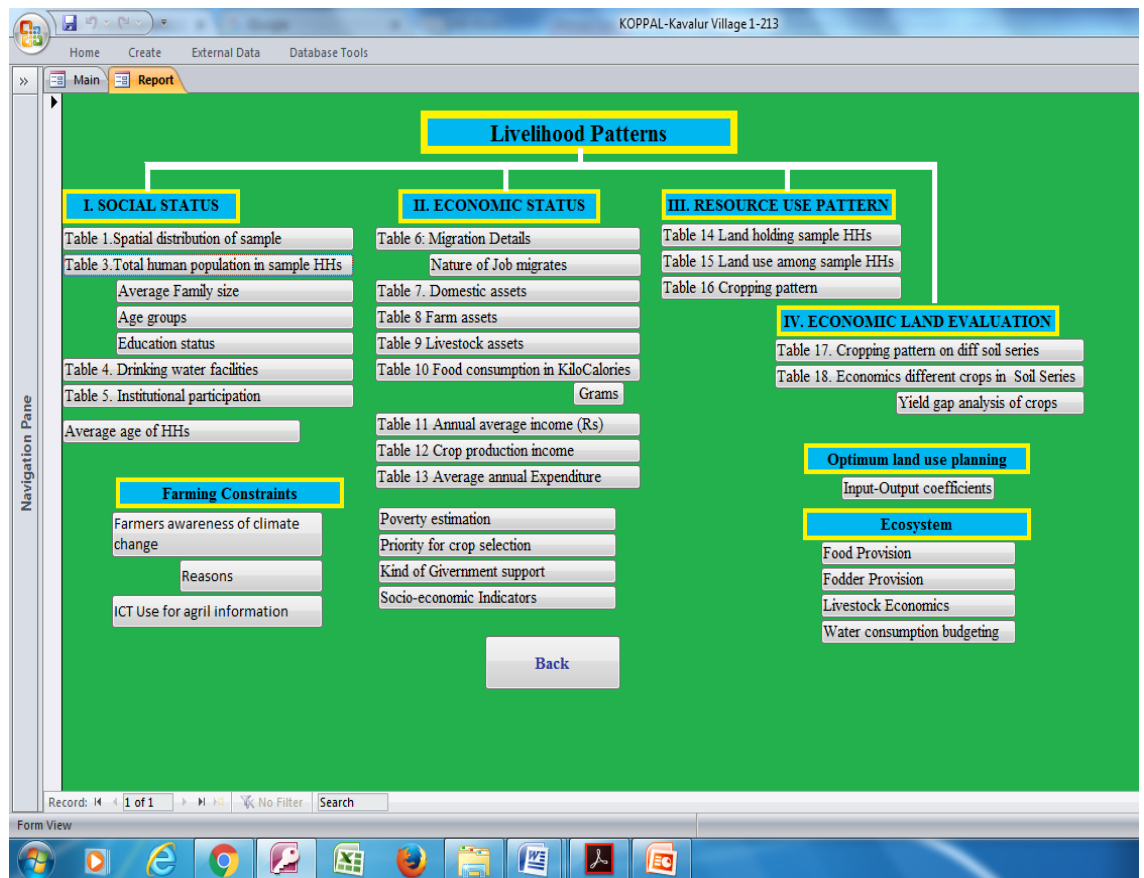 KOPPAL-Kavalur Village 1-213
Home Create External Data Database Tools
Main Report
Navigation Pane
Livelihood Patterns
I. SOCIAL STATUS
Table 1.Spatial distribution of sample
Table 3.Total human population in sample HHs
Average Family size
Age groups
Education status
Table 4. Drinking water facilities
Table 5. Institutional participation
Average age of HHs
Farming Constraints
Farmers awareness of climate
change
Reasons
ICT Use for agril information
II. ECONOMIC STATUS
Table 6: Migration Details
Nature of Job migrates
Table 7. Domestic assets
Table 8 Farm assets
Table 9 Livestock assets
Table 10 Food consumption in KiloCalories
Grams
Table 11 Annual average income (Rs)
Table 12 Crop production income
Table 13 Average annual Expenditure
Poverty estimation
Priority for crop selection
Kind of Givernment support
Socio-economic Indicators
Back
III. RESOURCE USE PATTERN
Table 14 Land holding sample HHs
Table 15 Land use among sample HHs
Table 16 Cropping pattern
IV. ECONOMIC LAND EVALUATION
Table 17. Cropping pattern on diff soil series
Table 18. Economics different crops in Soil Series
Yield gap analysis of crops
Optimum land use planning
Input-Output coefficients
Ecosystem
Food Provision
Fodder Provision
Livestock Economics
Water consumption budgeting
Record: 1 of 1 No Filter Search
Form View